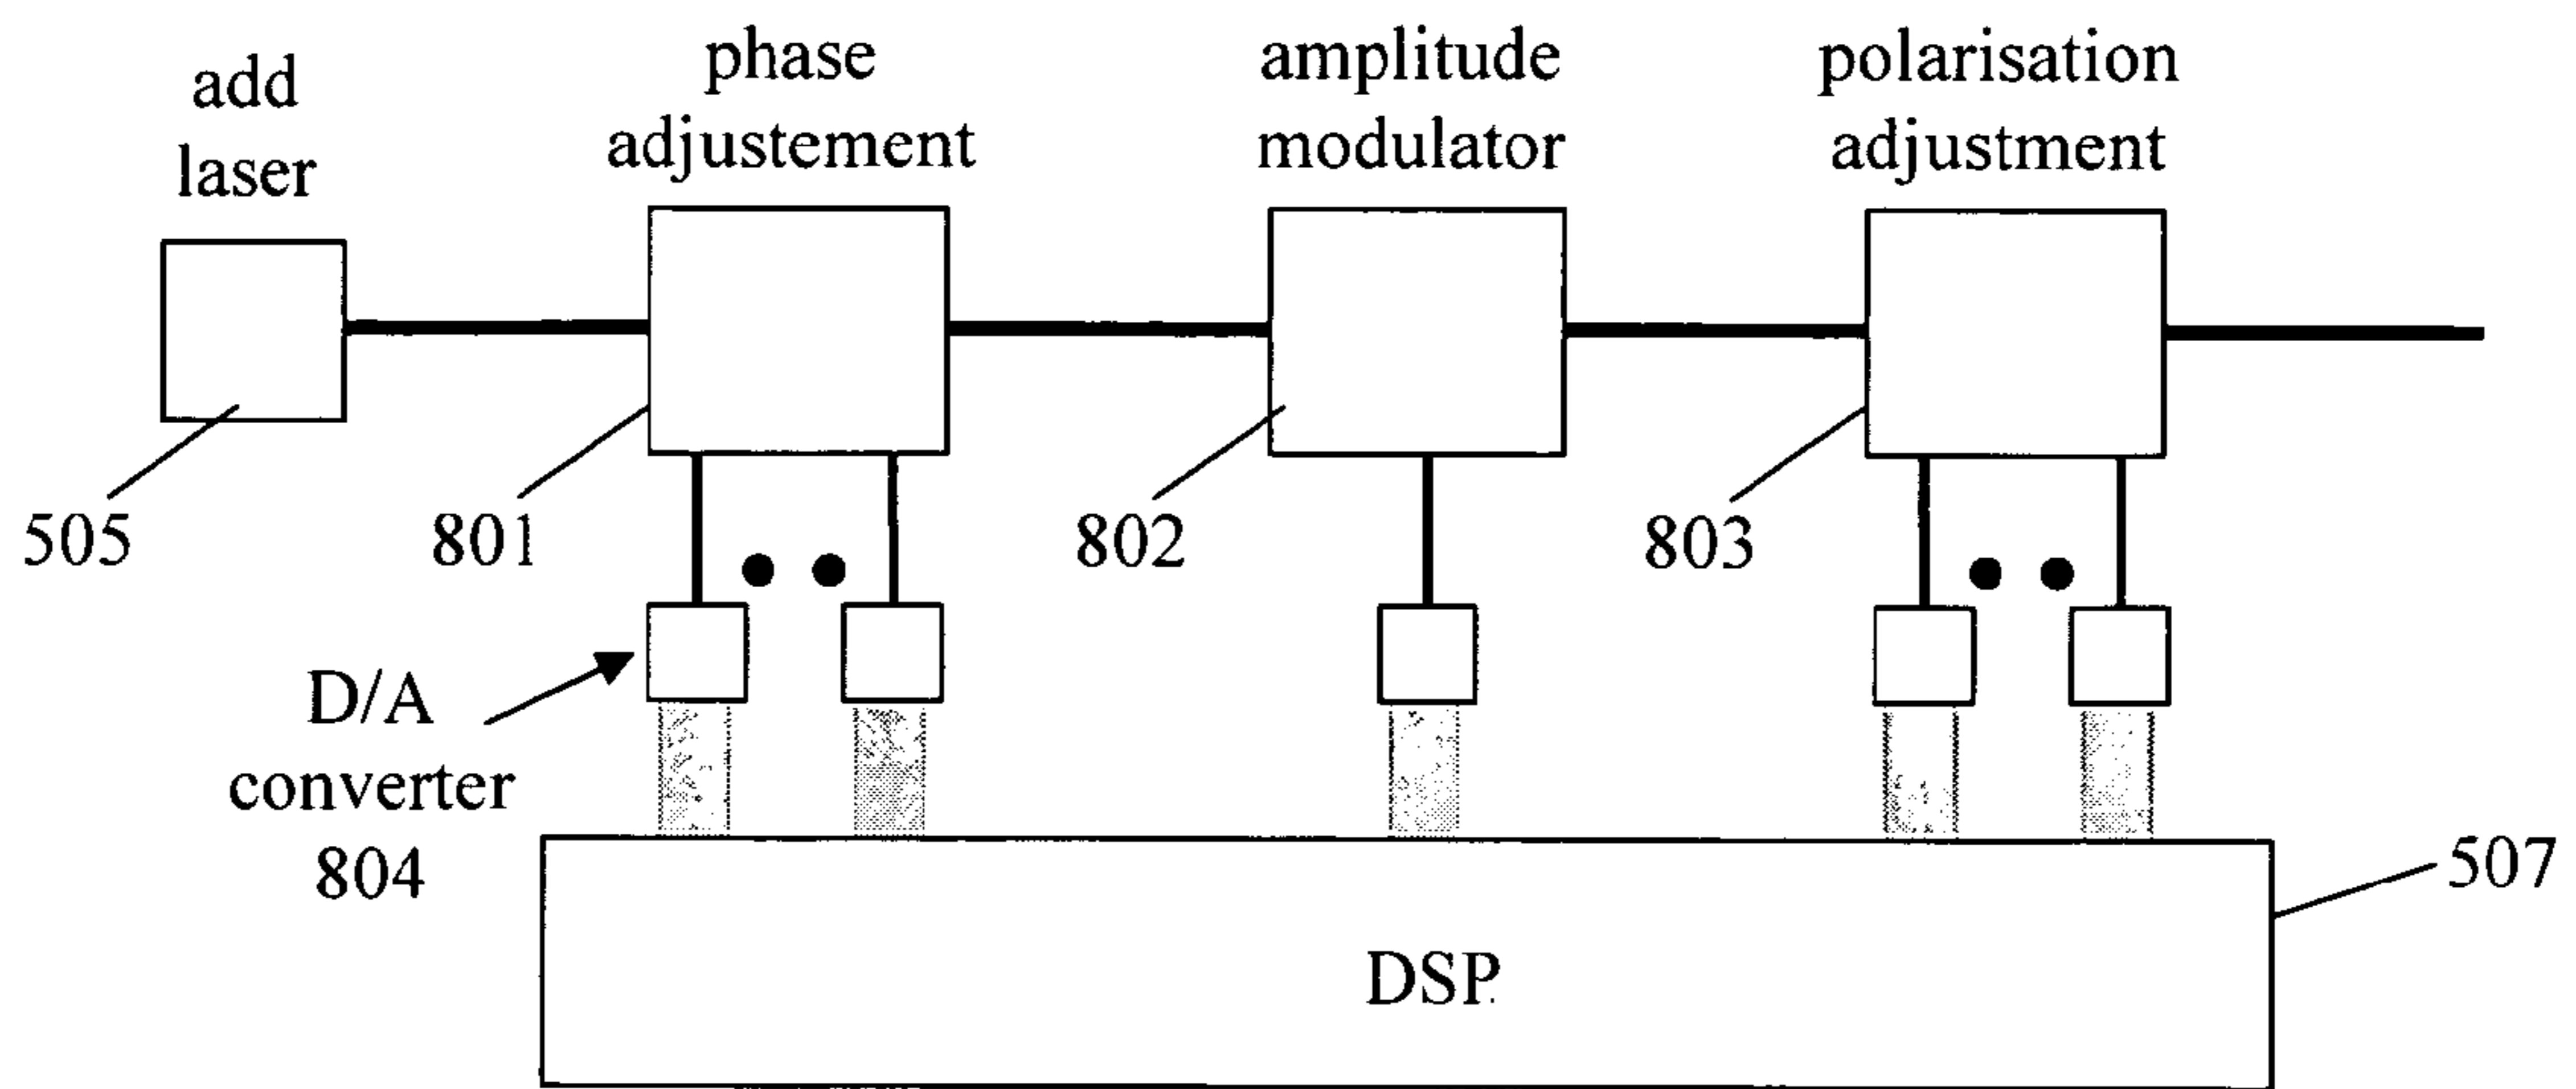 add
laser
phase
adjustement
amplitude
modulator
polarisation
adjustment
505
801
802
803
D/A
converter
804
507
DSP